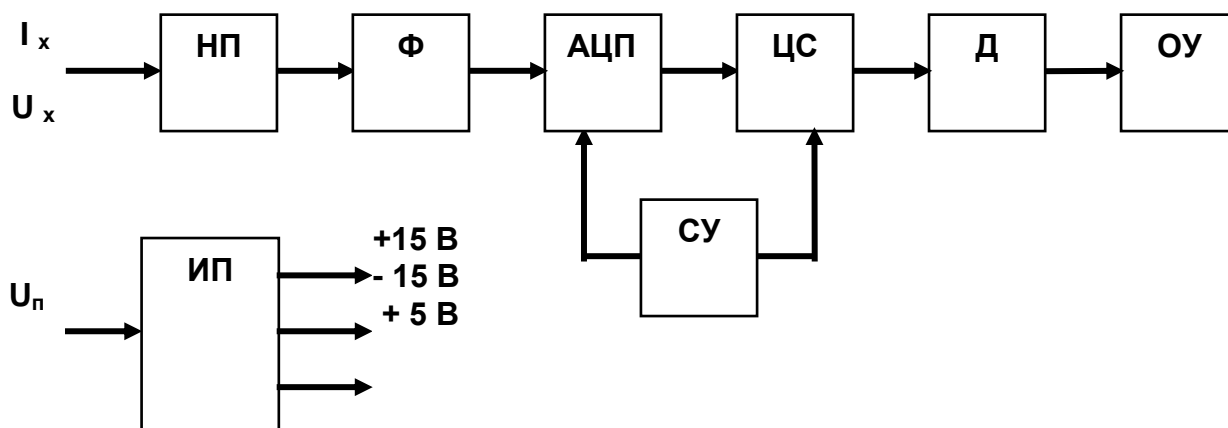 I x
U x
НП
Ф
АЦП
ЦС
Д
ОУ
СУ
Uп
ИП
+15 В
- 15 В
+ 5 В